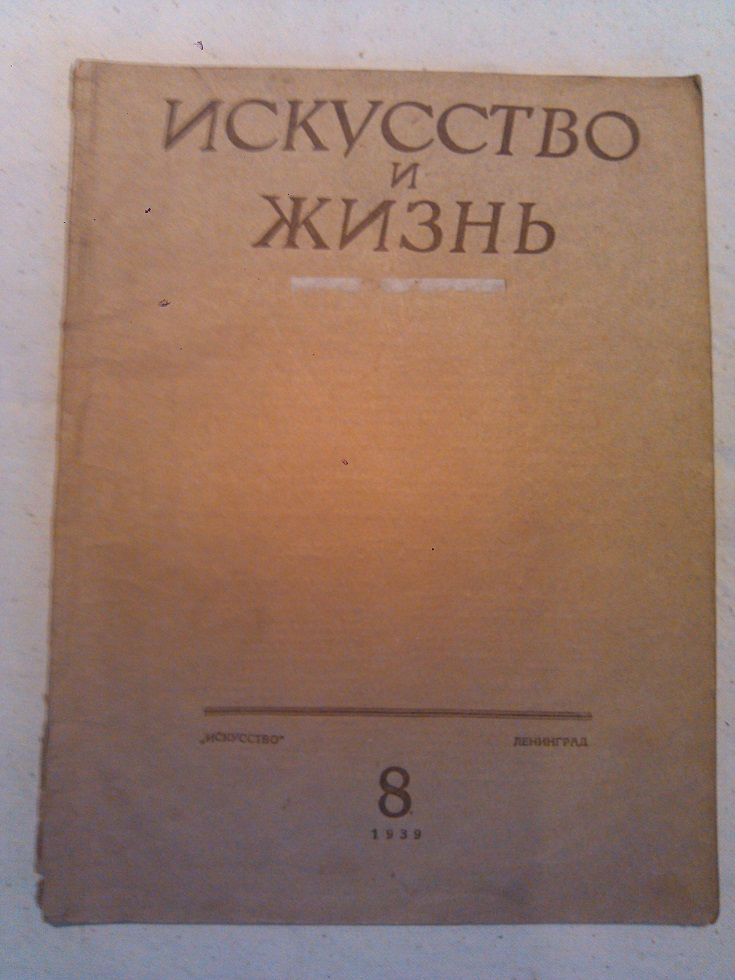 ИСКУССТВО
И
ЖИЗНЬ
„ИСКУССТВО“ ЛЕНИНГРАД
8
1939